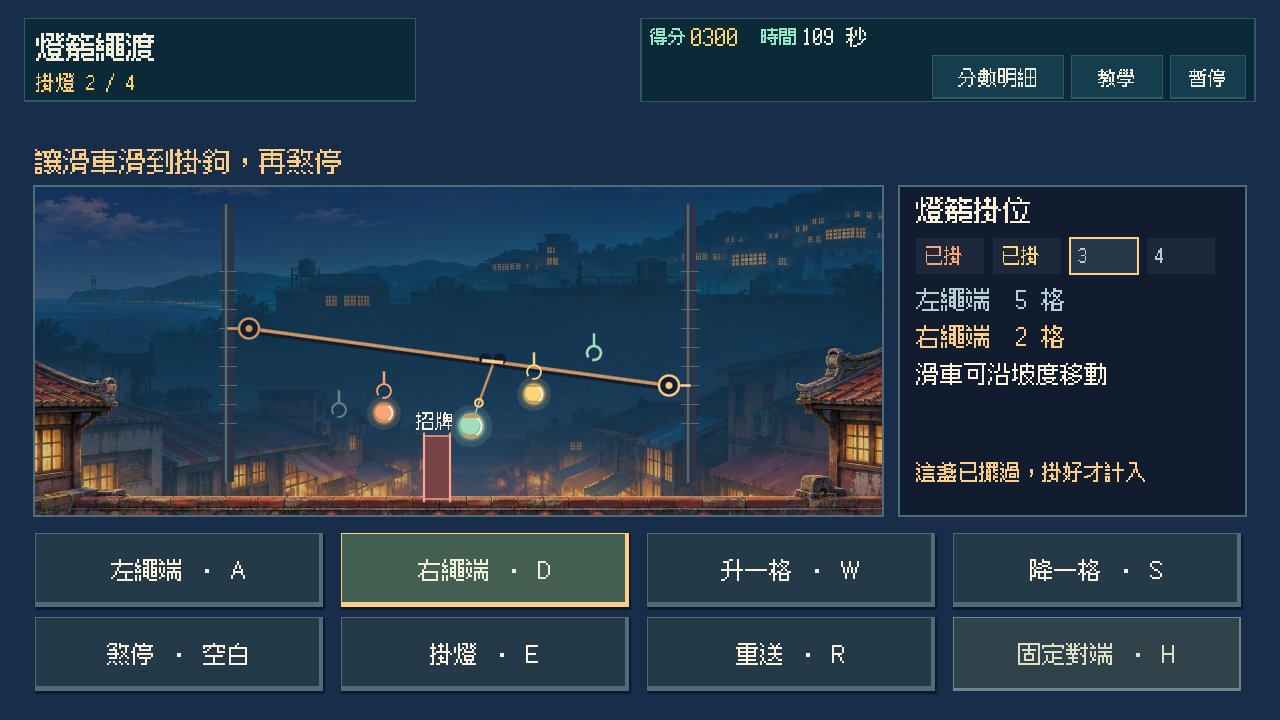 燈籠繩渡
掛燈 2 / 4
得分 0300 時間 109 秒
分數明細 教學 暫停
讓滑車滑到掛鉤，再煞停
招牌
燈籠掛位
已掛 已掛 3 4
左繩端 5 格
右繩端 2 格
滑車可沿坡度移動
這盞已擺過，掛好才計入
左繩端 · A
右繩端 · D
升一格 · W
降一格 · S
煞停 · 空白
掛燈 · E
重送 · R
固定對端 · H